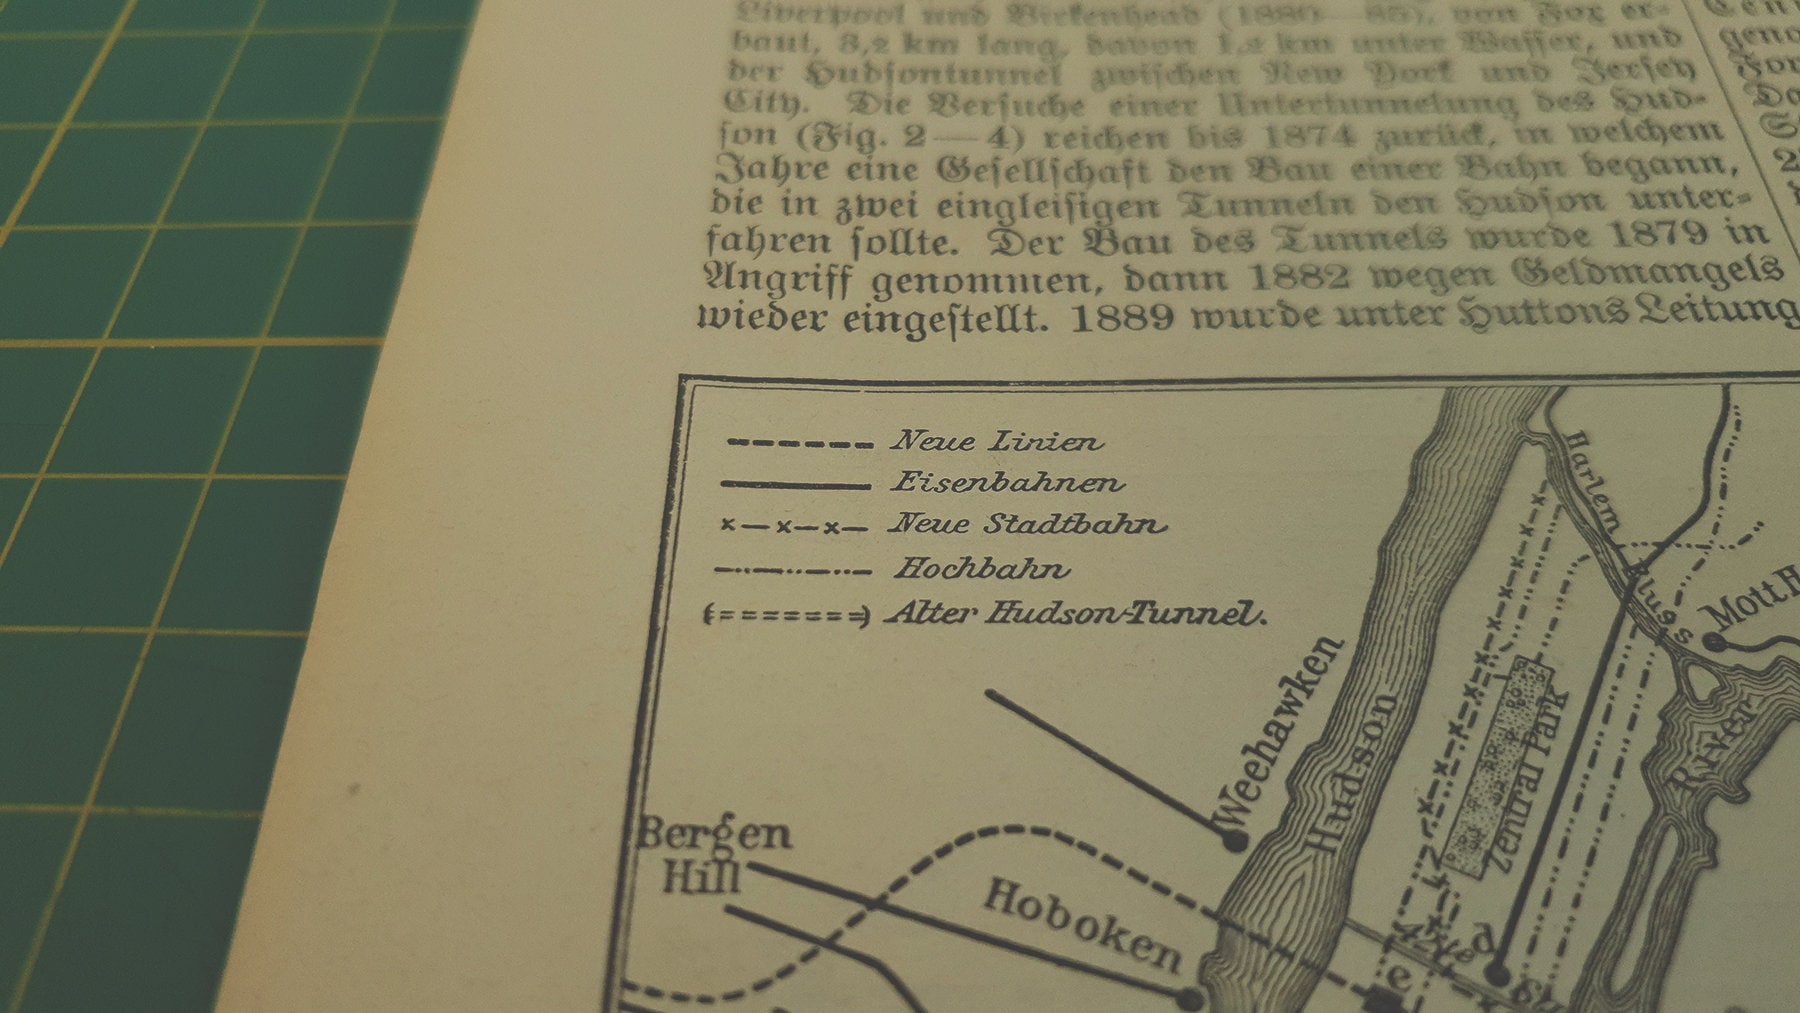 Liverpool und Birkenhead (1880—85), von Fox er-
baut, 3,2 km lang, davon 1,2 km unter Waſſer, und
der Hudſontunnel zwiſchen New York und Jerſey
City. Die Verſuche einer Untertunnelung des Hud-
ſon (Fig. 2—4) reichen bis 1874 zurück, in welchem
Jahre eine Geſellſchaft den Bau einer Bahn begann,
die in zwei eingleiſigen Tunneln den Hudſon unter-
fahren ſollte. Der Bau des Tunnels wurde 1879 in
Angriff genommen, dann 1882 wegen Geldmangels
wieder eingeſtellt. 1889 wurde unter Huttons Leitung
Neue Linien
Eisenbahnen
Neue Stadtbahn
Hochbahn
Alter Hudson-Tunnel.
Harlem
Fluss
Mott H
Weehawken
Hudson
Zentral Park
River
Bergen
Hill
Hoboken
d
e